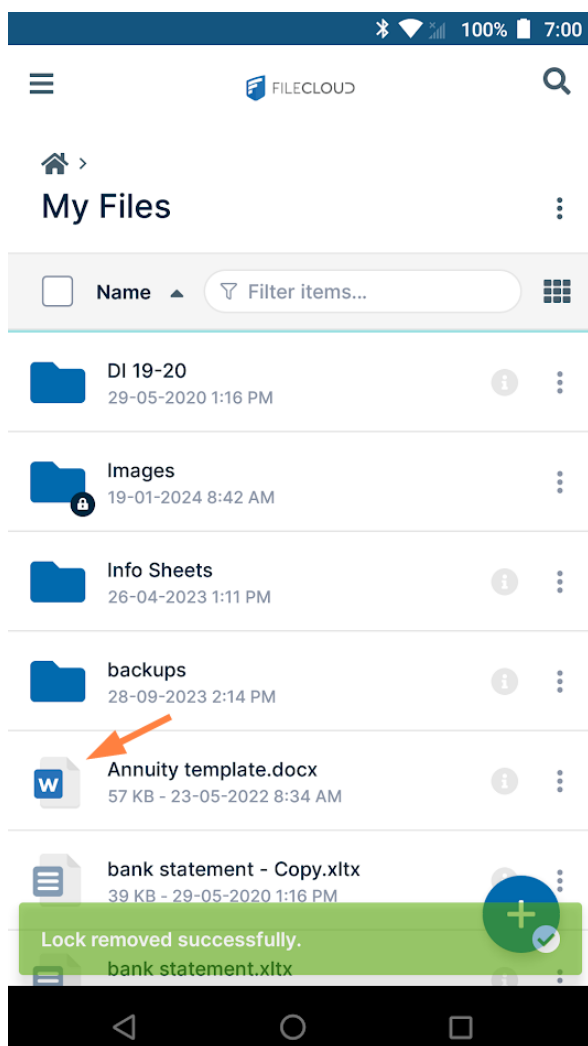 100% 7:00
FILECLOUD
My Files
Name Filter items...
DI 19-20
29-05-2020 1:16 PM
Images
19-01-2024 8:42 AM
Info Sheets
26-04-2023 1:11 PM
backups
28-09-2023 2:14 PM
W
Annuity template.docx
57 KB - 23-05-2022 8:34 AM
bank statement - Copy.xltx
39 KB - 29-05-2020 1:16 PM
Lock removed successfully.
bank statement.xltx